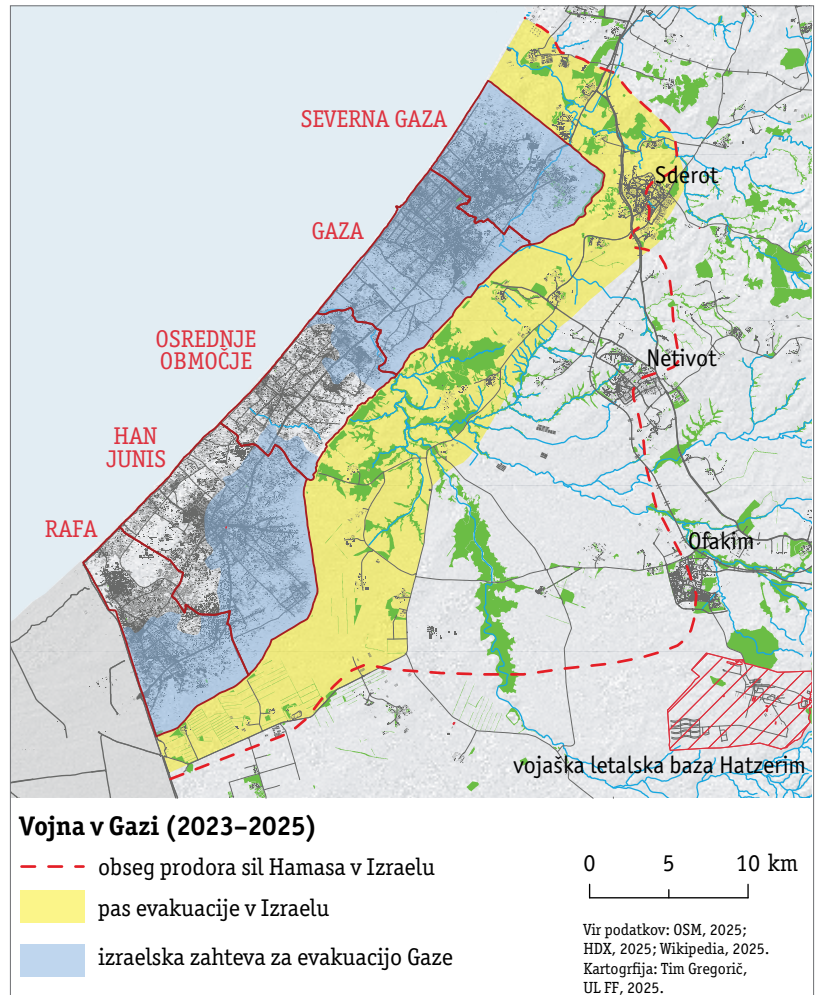 SEVERNA GAZA
Sderot
GAZA
OSREDNJE
OBMOČJE
Netivot
HAN
JUNIS
RAFA
Ofakim
vojaška letalska baza Hatzerim
Vojna v Gazi (2023–2025)
obseg prodora sil Hamasa v Izraelu
pas evakuacije v Izraelu
izraelska zahteva za evakuacijo Gaze
0 5 10 km
Vir podatkov: OSM, 2025;
HDX, 2025; Wikipedia, 2025.
Kartogrfija: Tim Gregorič,
UL FF, 2025.